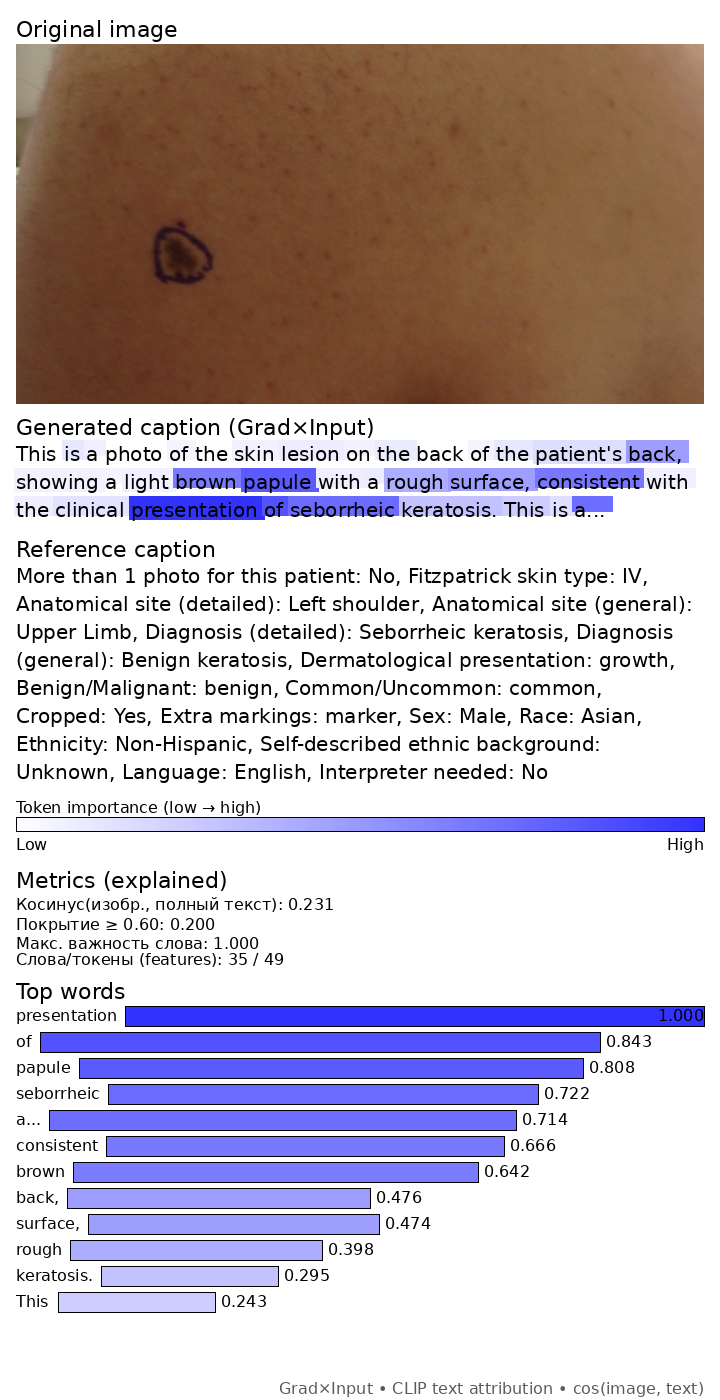 Original image
Generated caption (Grad×Input)
This is a photo of the skin lesion on the back of the patient's back,
showing a light brown papule with a rough surface, consistent with
the clinical presentation of seborrheic keratosis. This is a...
Reference caption
More than 1 photo for this patient: No, Fitzpatrick skin type: IV,
Anatomical site (detailed): Left shoulder, Anatomical site (general):
Upper Limb, Diagnosis (detailed): Seborrheic keratosis, Diagnosis
(general): Benign keratosis, Dermatological presentation: growth,
Benign/Malignant: benign, Common/Uncommon: common,
Cropped: Yes, Extra markings: marker, Sex: Male, Race: Asian,
Ethnicity: Non-Hispanic, Self-described ethnic background:
Unknown, Language: English, Interpreter needed: No
Token importance (low → high)
Low High
Metrics (explained)
Косинус(изобр., полный текст): 0.231
Покрытие ≥ 0.60: 0.200
Макс. важность слова: 1.000
Слова/токены (features): 35 / 49
Top words
presentation 1.000
of 0.843
papule 0.808
seborrheic 0.722
a... 0.714
consistent 0.666
brown 0.642
back, 0.476
surface, 0.474
rough 0.398
keratosis. 0.295
This 0.243
Grad×Input • CLIP text attribution • cos(image, text)